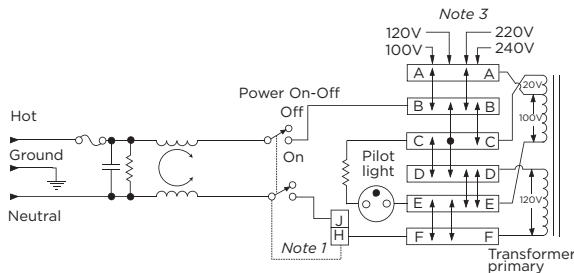 Note 3
120V 220V
100V 240V
A A
20V
Power On-Off
Off
B B
100V
Hot
C C
Ground
On
Pilot
light
D D
120V
E E
Neutral
J
H
Note 1
F F
Transformer
primary